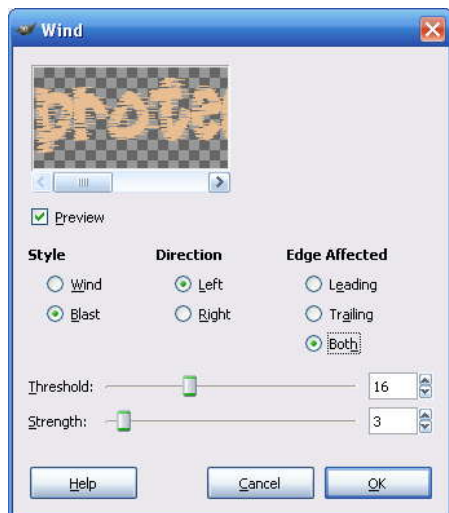 Wind
prote
Preview
Style Direction Edge Affected
Wind Left Leading
Blast Right Trailing
Both
Threshold: 16
Strength: 3
Help Cancel OK